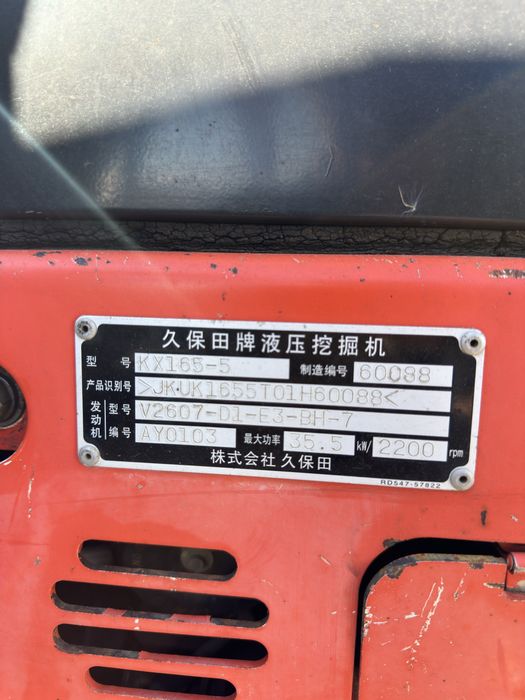 久保田牌液压挖掘机
型 号 KX165-5 制造编号 60088
产品识别号 >JKUK1655T01H60088<
发动机 型号 V2607-D1-E3-BH-7
编号 AY0103 最大功率 35.5 kW/ 2200 rpm
株式会社久保田
RD547-57822